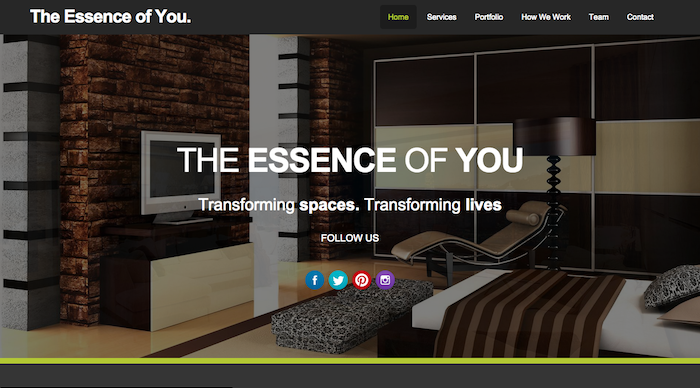 The Essence of You.
Home Services Portfolio How We Work Team Contact
THE ESSENCE OF YOU
Transforming spaces. Transforming lives
FOLLOW US